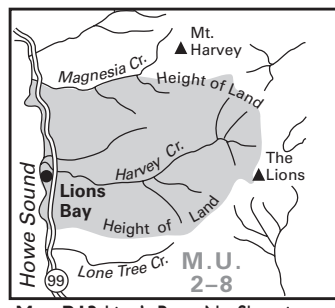 Mt.
Harvey
Magnesia Cr.
Height of Land
Harvey Cr.
The
Lions
Lions
Bay
Howe Sound
Height of Land
99
Lone Tree Cr.
M.U.
2–8